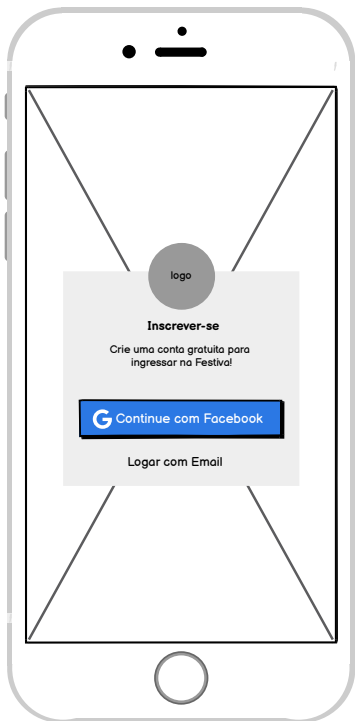 logo
Inscrever-se
Crie uma conta gratuita para
ingressar na Festiva!
G Continue com Facebook
Logar com Email